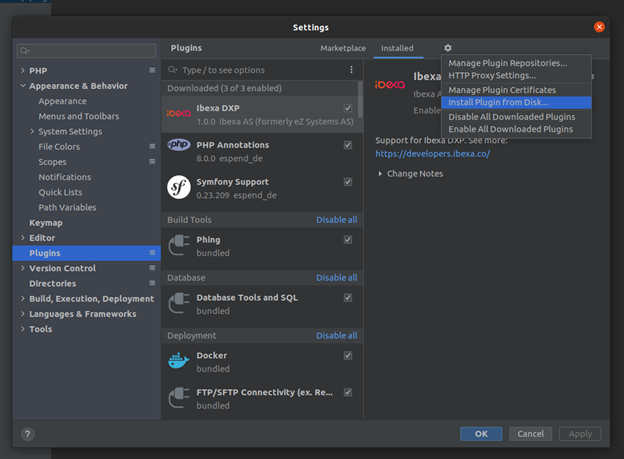 Settings
Plugins
Marketplace
Installed
PHP
Appearance & Behavior
Appearance
Menus and Toolbars
System Settings
File Colors
Scopes
Notifications
Quick Lists
Path Variables
Keymap
Editor
Plugins
Version Control
Directories
Build, Execution, Deployment
Languages & Frameworks
Tools
Type / to see options
Downloaded (3 of 3 enabled)
ibexa
Ibexa DXP
1.0.0 Ibexa AS (formerly eZ Systems AS)
php
PHP Annotations
8.0.0 espend_de
sf
Symfony Support
0.23.209 espend_de
Build Tools
Disable all
Phing
bundled
Database
Disable all
Database Tools and SQL
bundled
Deployment
Disable all
Docker
bundled
FTP/SFTP Connectivity (ex. Re...
bundled
ibexa
Ibexa
Ibexa A
Enable
Manage Plugin Repositories...
HTTP Proxy Settings...
Manage Plugin Certificates
Install Plugin from Disk...
Disable All Downloaded Plugins
Enable All Downloaded Plugins
Support for Ibexa DXP. See more:
https://developers.ibexa.co/
Change Notes
?
OK
Cancel
Apply